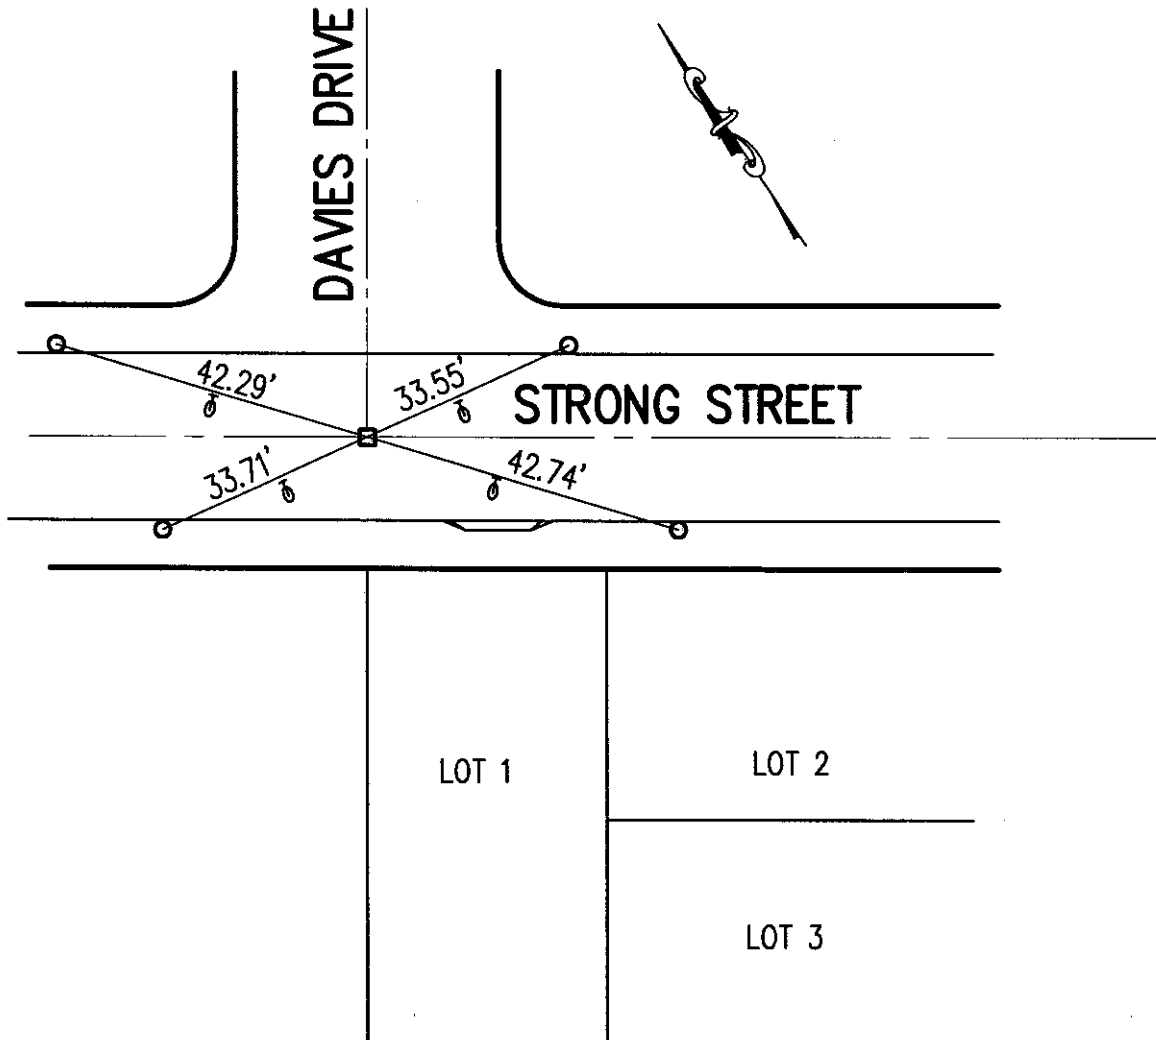 DAVIES DRIVE
42.29'
33.55'
STRONG STREET
33.71'
42.74'
LOT 1
LOT 2
LOT 3